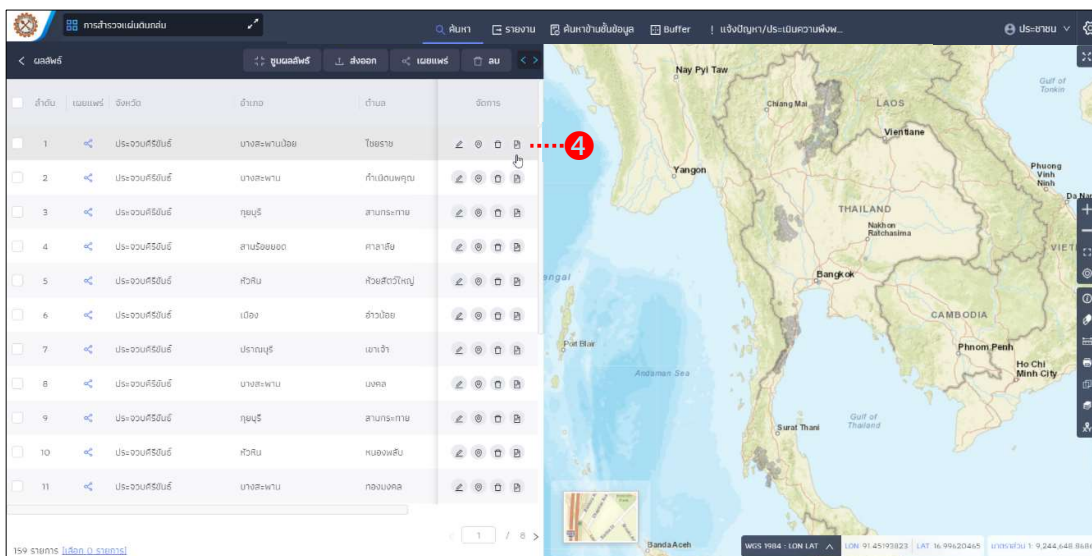 การสำรวจแผ่นดินถล่ม
ค้นหา
รายงาน
ค้นหาข้ามชั้นข้อมูล
Buffer
! แจ้งปัญหา/ประเมินความพึงพ...
ประชาชน
ผลลัพธ์
ซูมผลลัพธ์
ส่งออก
เผยแพร่
ลบ
ลำดับ เผยแพร่ จังหวัด อำเภอ ตำบล จัดการ
1 ประจวบคีรีขันธ์ บางสะพานน้อย ไชยราช
4
2 ประจวบคีรีขันธ์ บางสะพาน กำเนิดนพคุณ
3 ประจวบคีรีขันธ์ กุยบุรี สามกระทาย
4 ประจวบคีรีขันธ์ สามร้อยยอด ศาลาลัย
5 ประจวบคีรีขันธ์ หัวหิน ห้วยสัตว์ใหญ่
6 ประจวบคีรีขันธ์ เมือง อ่าวน้อย
7 ประจวบคีรีขันธ์ ปราณบุรี เขาเจ้า
8 ประจวบคีรีขันธ์ บางสะพาน
9 ประจวบคีรีขันธ์ กุยบุรี สามกระทาย
10 ประจวบคีรีขันธ์ หัวหิน หนองพลับ
11 ประจวบคีรีขันธ์ บางสะพาน ทองมงคล
159 รายการ [เลือก 0 รายการ]
1 / 8
Nay Pyi Taw
Gulf of
Tonkin
Chiang Mai
LAOS
Vientiane
Yangon
Phuong
Vinh
Ninh
Da Nan
THAILAND
Nakhon
Ratchasima
VIET
engal
Bangkok
CAMBODIA
Port Blair
Phnom Penh
Ho Chi
Minh City
Andaman Sea
Gulf of
Thailand
Surat Thani
Banda Aceh
WGS 1984 : LON LAT
LON 91.45193823
LAT 16.99620465
มาตราส่วน 1: 9,244,648.868